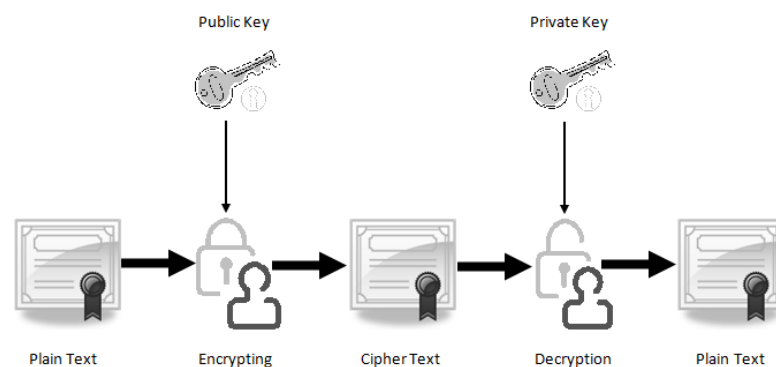 Public Key
Private Key
Plain Text
Encrypting
Cipher Text
Decryption
Plain Text